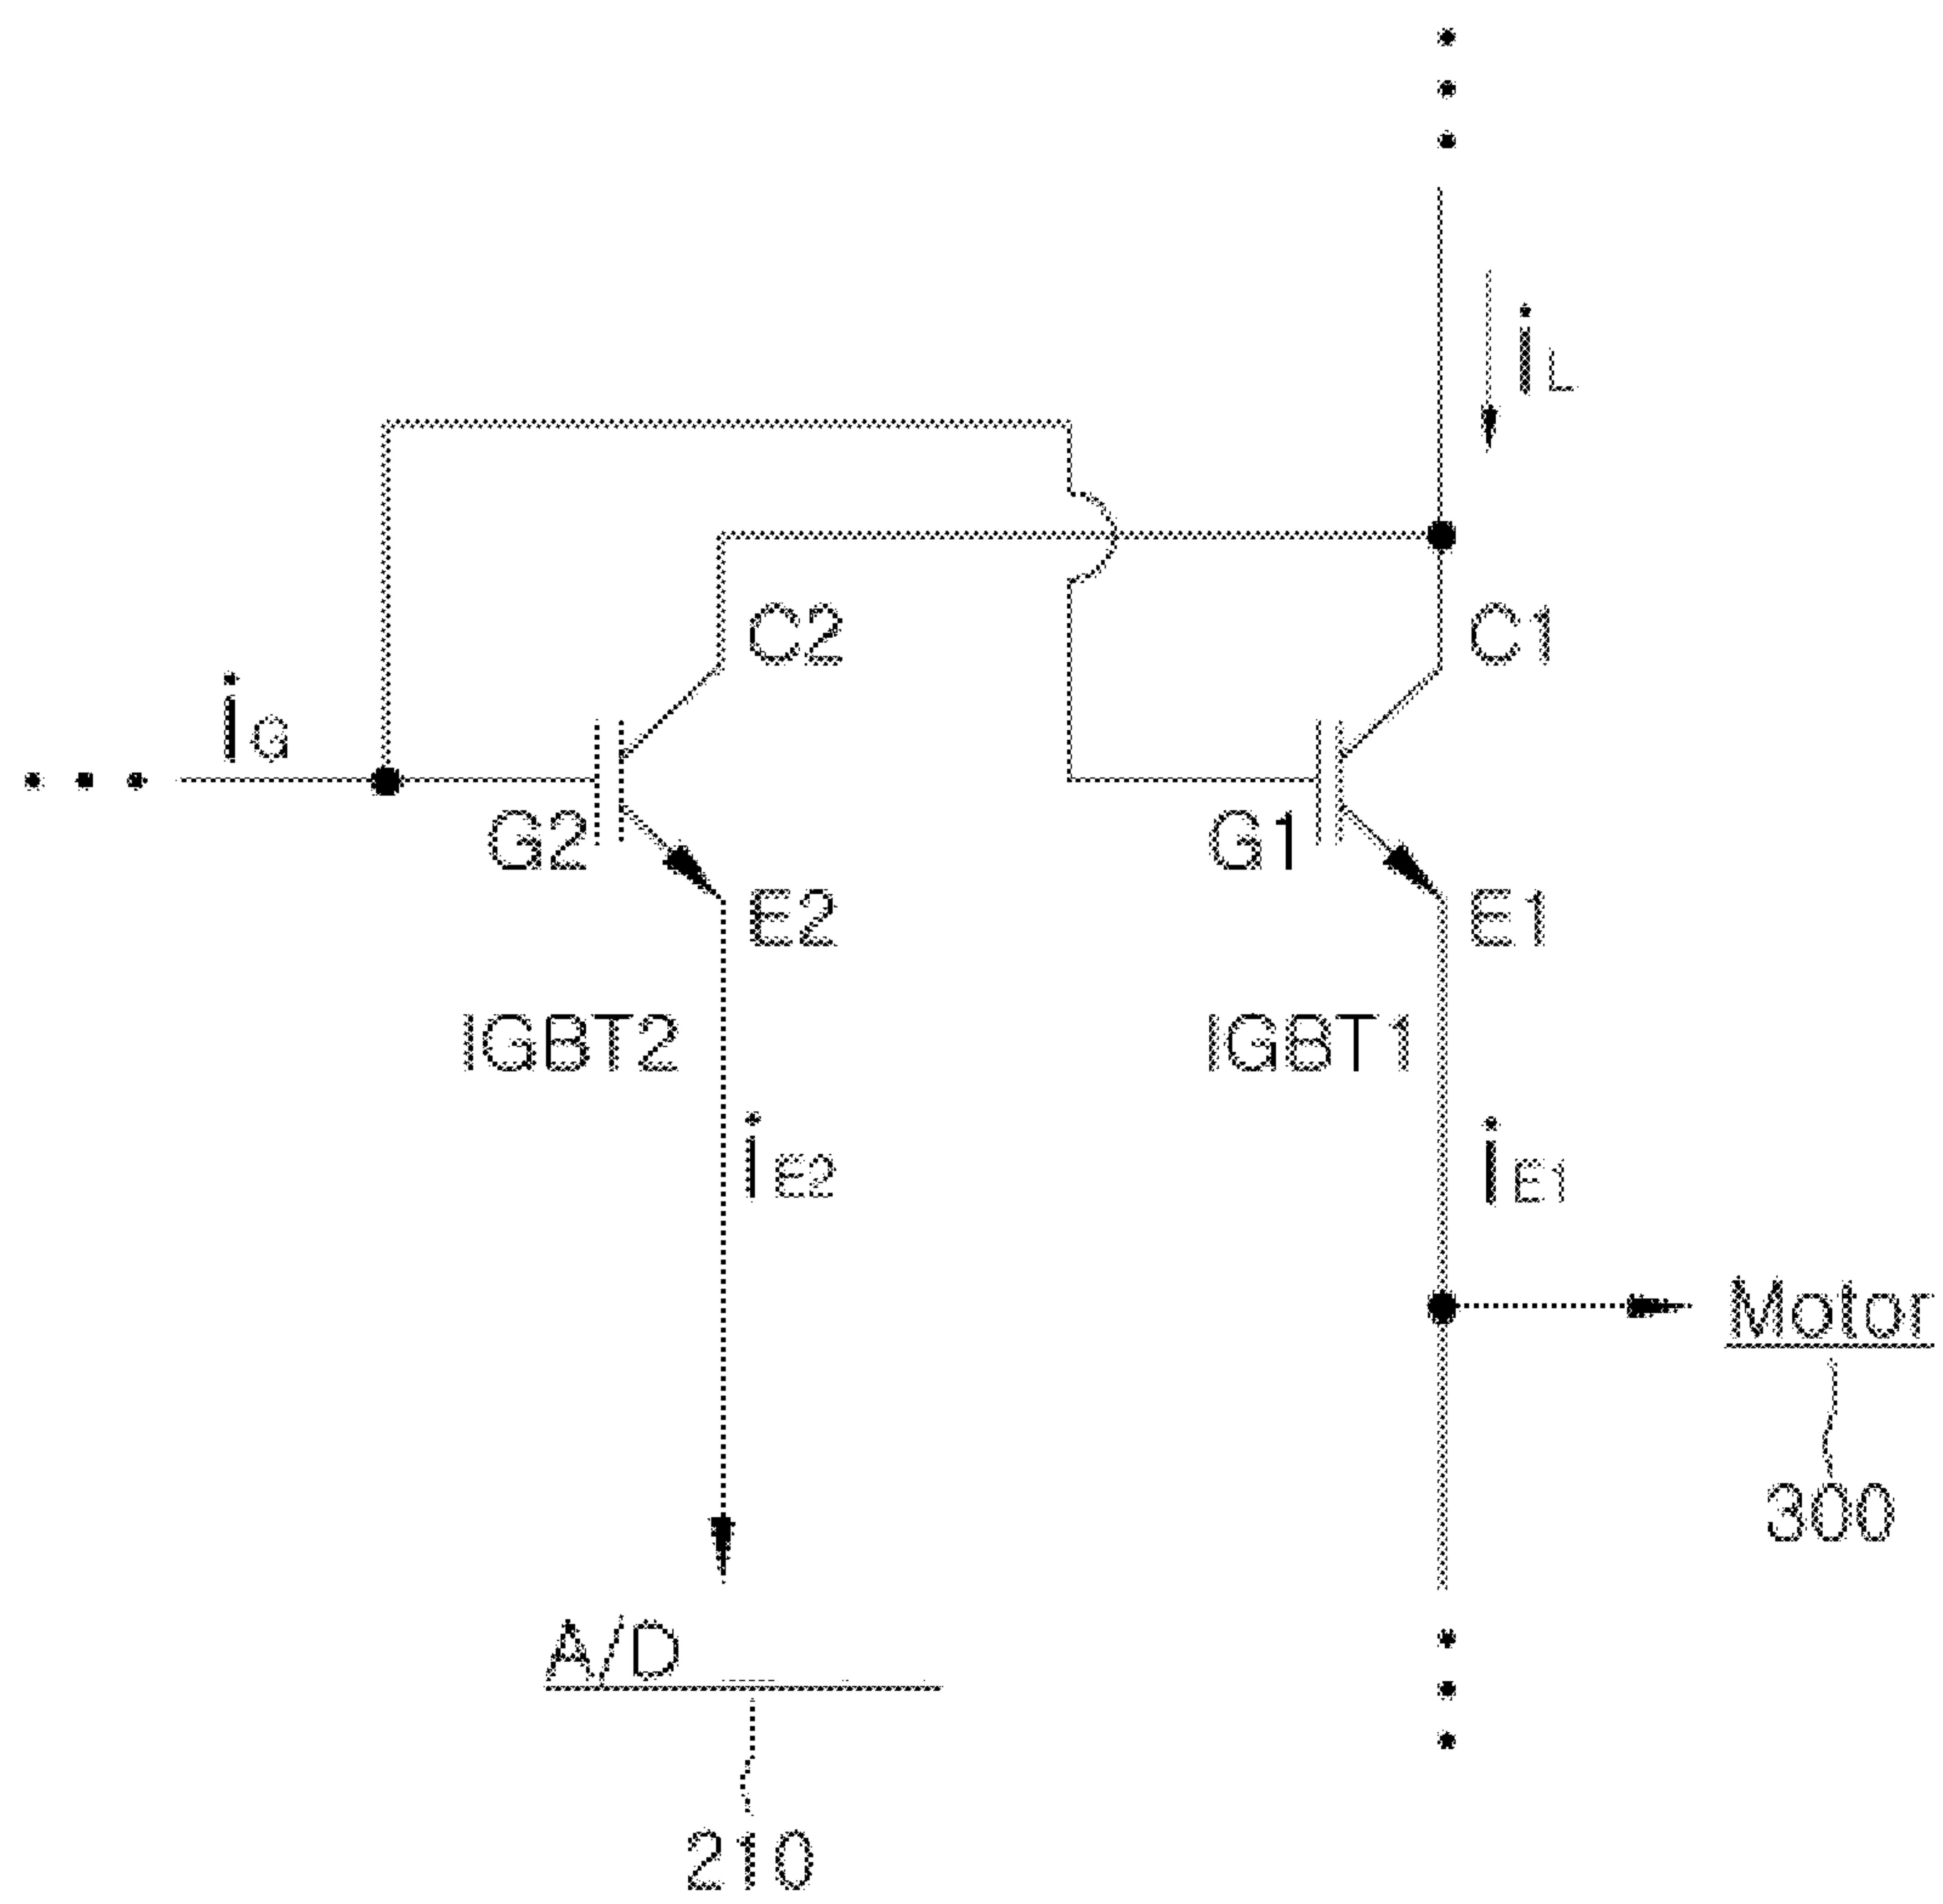 iL
C2
C1
iG
G2
G1
E2
E1
IGBT2
IGBT1
iE2
iE1
Motor
300
A/D
210